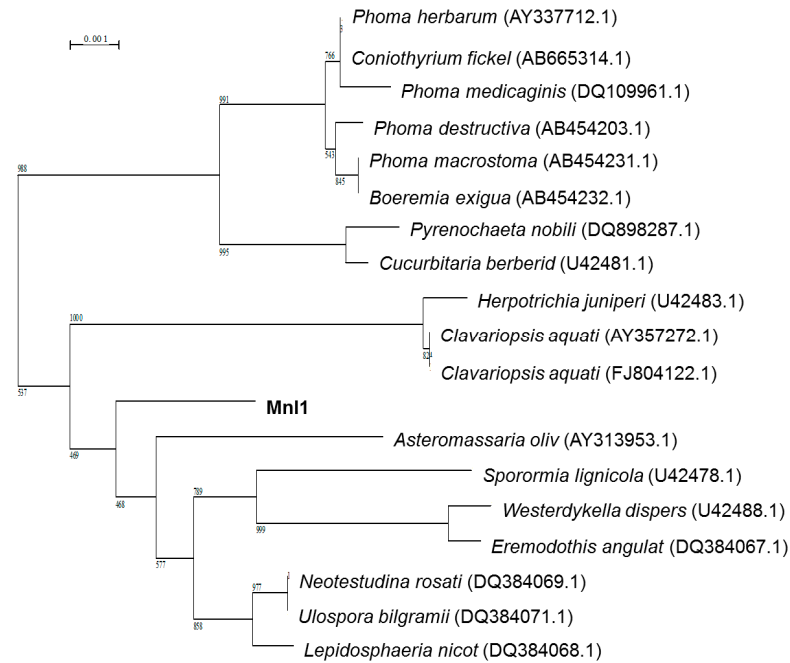 Phoma herbarum (AY337712.1)
0.001
766
Coniothyrium fickel (AB665314.1)
Phoma medicaginis (DQ109961.1)
991
Phoma destructiva (AB454203.1)
543
Phoma macrostoma (AB454231.1)
988
845
Boeremia exigua (AB454232.1)
Pyrenochaeta nobili (DQ898287.1)
995
Cucurbitaria berberid (U42481.1)
Herpotrichia juniperi (U42483.1)
1000
Clavariopsis aquati (AY357272.1)
824
Clavariopsis aquati (FJ804122.1)
537
Mnl1
Asteromassaria oliv (AY313953.1)
469
Sporormia lignicola (U42478.1)
789
468
Westerdykella dispers (U42488.1)
999
Eremodothis angulat (DQ384067.1)
577
Neotestudina rosati (DQ384069.1)
977
Ulospora bilgramii (DQ384071.1)
858
Lepidosphaeria nicot (DQ384068.1)